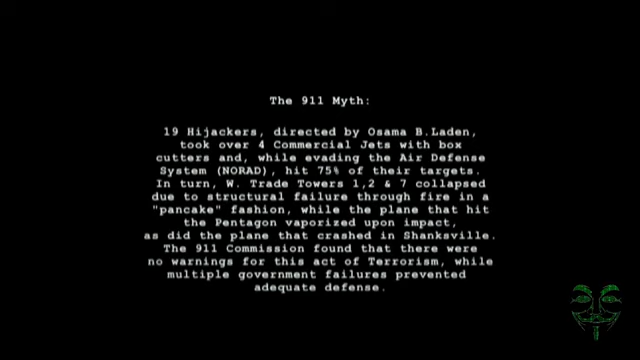 The 911 Myth:
19 Hijackers, directed by Osama B.Laden,
took over 4 Commercial Jets with box
cutters and, while evading the Air Defense
System (NORAD), hit 75% of their targets.
In turn, W. Trade Towers 1,2 & 7 collapsed
due to structural failure through fire in a
"pancake" fashion, while the plane that hit
the Pentagon vaporized upon impact,
as did the plane that crashed in Shanksville.
The 911 Commission found that there were
no warnings for this act of Terrorism, while
multiple government failures prevented
adequate defense.